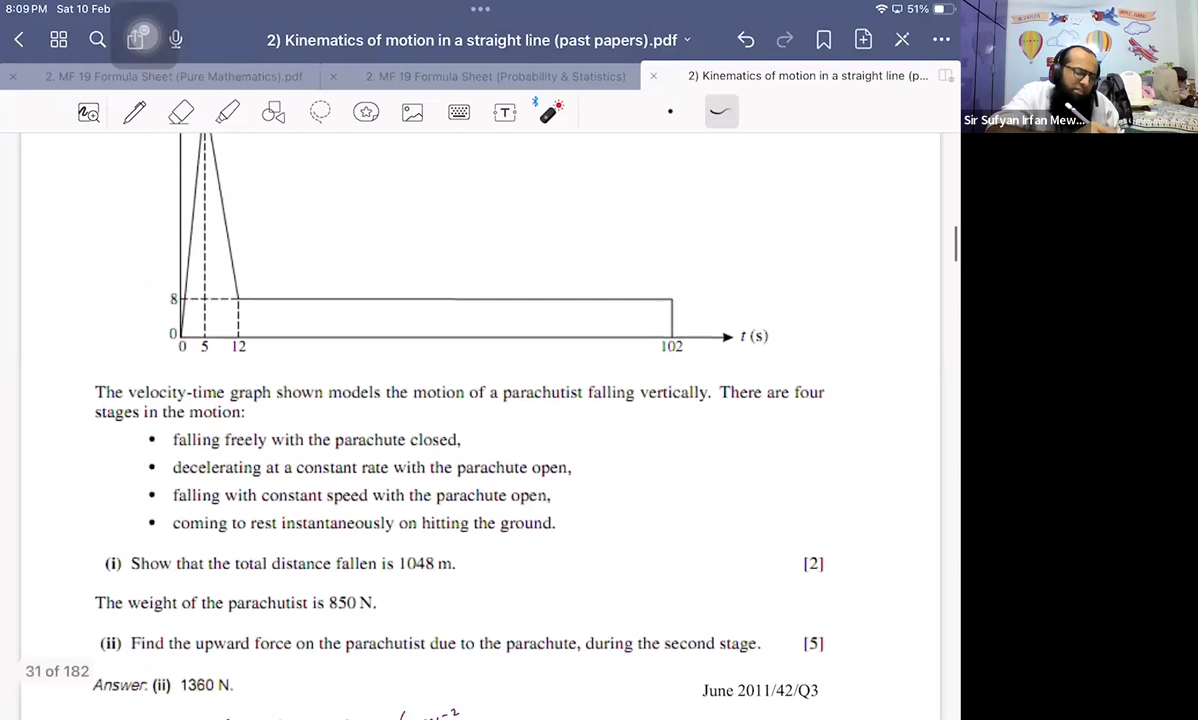 8:09 PM Sat 10 Feb
51%
2) Kinematics of motion in a straight line (past papers).pdf
2. MF 19 Formula Sheet (Pure Mathematics).pdf
2. MF 19 Formula Sheet (Probability & Statistics)
2) Kinematics of motion in a straight line (p...
Sir Sufyan Irfan Mew...
8
0
0 5 12 102
t (s)
The velocity-time graph shown models the motion of a parachutist falling vertically. There are four
stages in the motion:
• falling freely with the parachute closed,
• decelerating at a constant rate with the parachute open,
• falling with constant speed with the parachute open,
• coming to rest instantaneously on hitting the ground.
(i) Show that the total distance fallen is 1048 m. [2]
The weight of the parachutist is 850 N.
(ii) Find the upward force on the parachutist due to the parachute, during the second stage. [5]
31 of 182
Answer: (ii) 1360 N.
June 2011/42/Q3